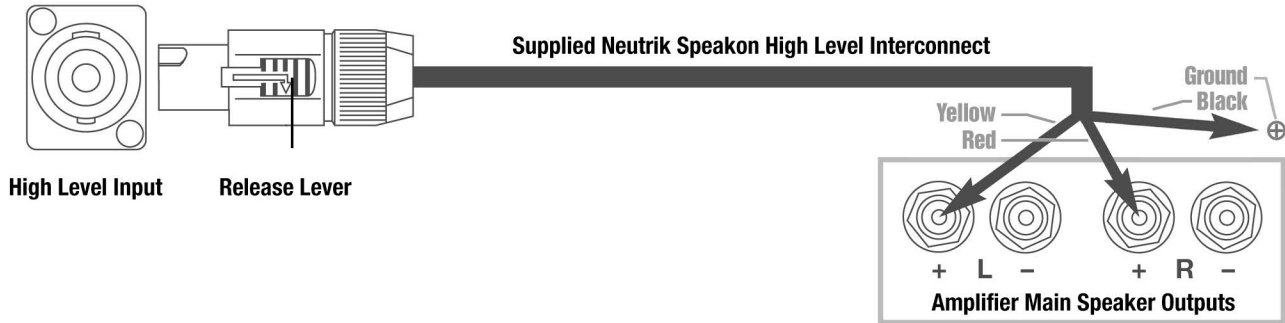 Supplied Neutrik Speakon High Level Interconnect
Ground
Black
Yellow
Red
High Level Input
Release Lever
+ L - + R -
Amplifier Main Speaker Outputs